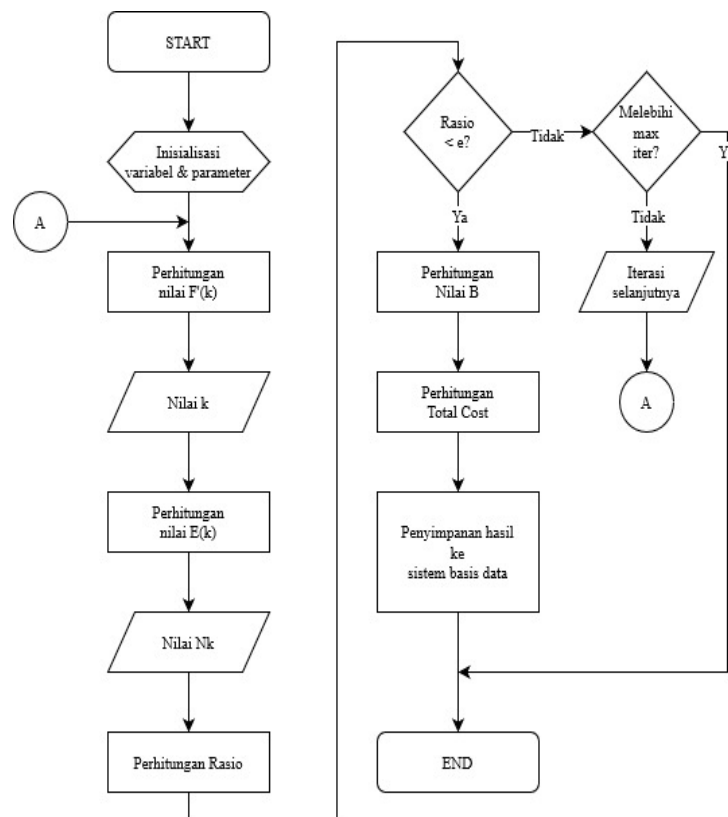 START
Inisialisasi
variabel & parameter
A
Perhitungan
nilai F'(k)
Nilai k
Perhitungan
nilai E(k)
Nilai Nk
Perhitungan Rasio
Rasio
< e?
Tidak
Melebihi
max
iter?
Y
Ya
Tidak
Perhitungan
Nilai B
Iterasi
selanjutnya
Perhitungan
Total Cost
A
Penyimpanan hasil
ke
sistem basis data
END